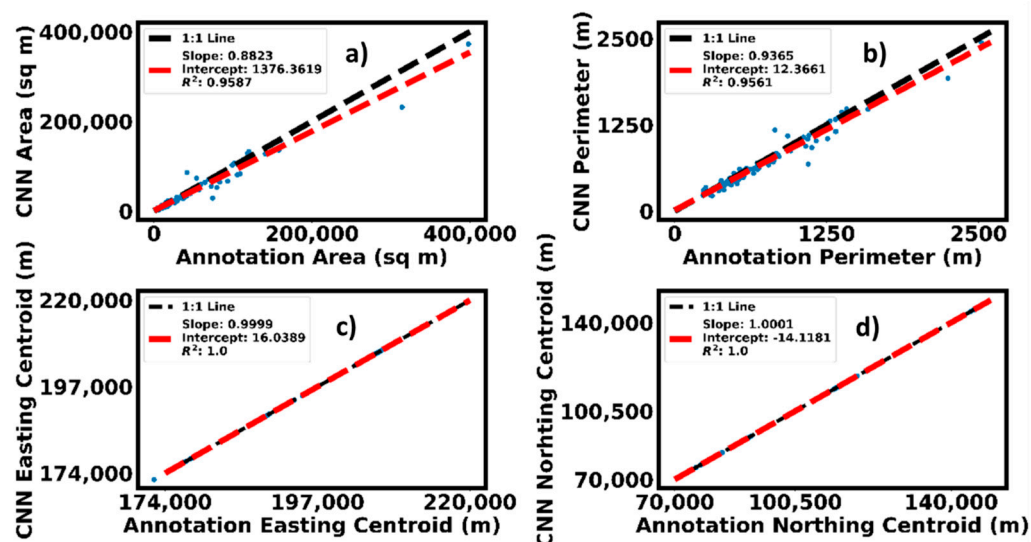 CNN Area (sq m)
400,000
200,000
0
1:1 Line
Slope: 0.8823
Intercept: 1376.3619
R²: 0.9587
a)
0
200,000
400,000
Annotation Area (sq m)
CNN Perimeter (m)
2500
1250
0
1:1 Line
Slope: 0.9365
Intercept: 12.3661
R²: 0.9561
b)
0
1250
2500
Annotation Perimeter (m)
CNN Easting Centroid (m)
220,000
197,000
174,000
1:1 Line
Slope: 0.9999
Intercept: 16.0389
R²: 1.0
c)
174,000
197,000
220,000
Annotation Easting Centroid (m)
CNN Norhting Centroid (m)
140,000
100,500
70,000
1:1 Line
Slope: 1.0001
Intercept: -14.1181
R²: 1.0
d)
70,000
100,500
140,000
Annotation Northing Centroid (m)